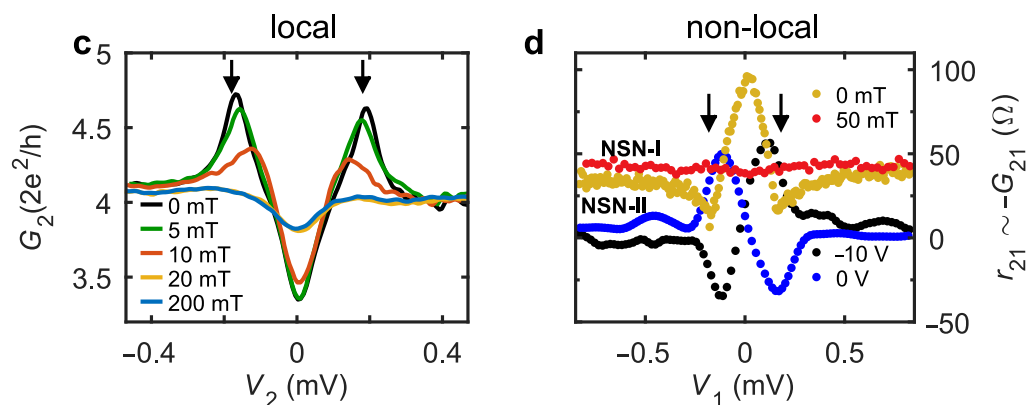 c
local
5
4.5
4
3.5
G₂(2e²/h)
0 mT
5 mT
10 mT
20 mT
200 mT
−0.4
0
0.4
V₂ (mV)
d
non-local
0 mT
50 mT
NSN-I
NSN-II
−10 V
0 V
100
50
0
−50
r₂₁ ~ −G₂₁ (Ω)
−0.5
0
0.5
V₁ (mV)